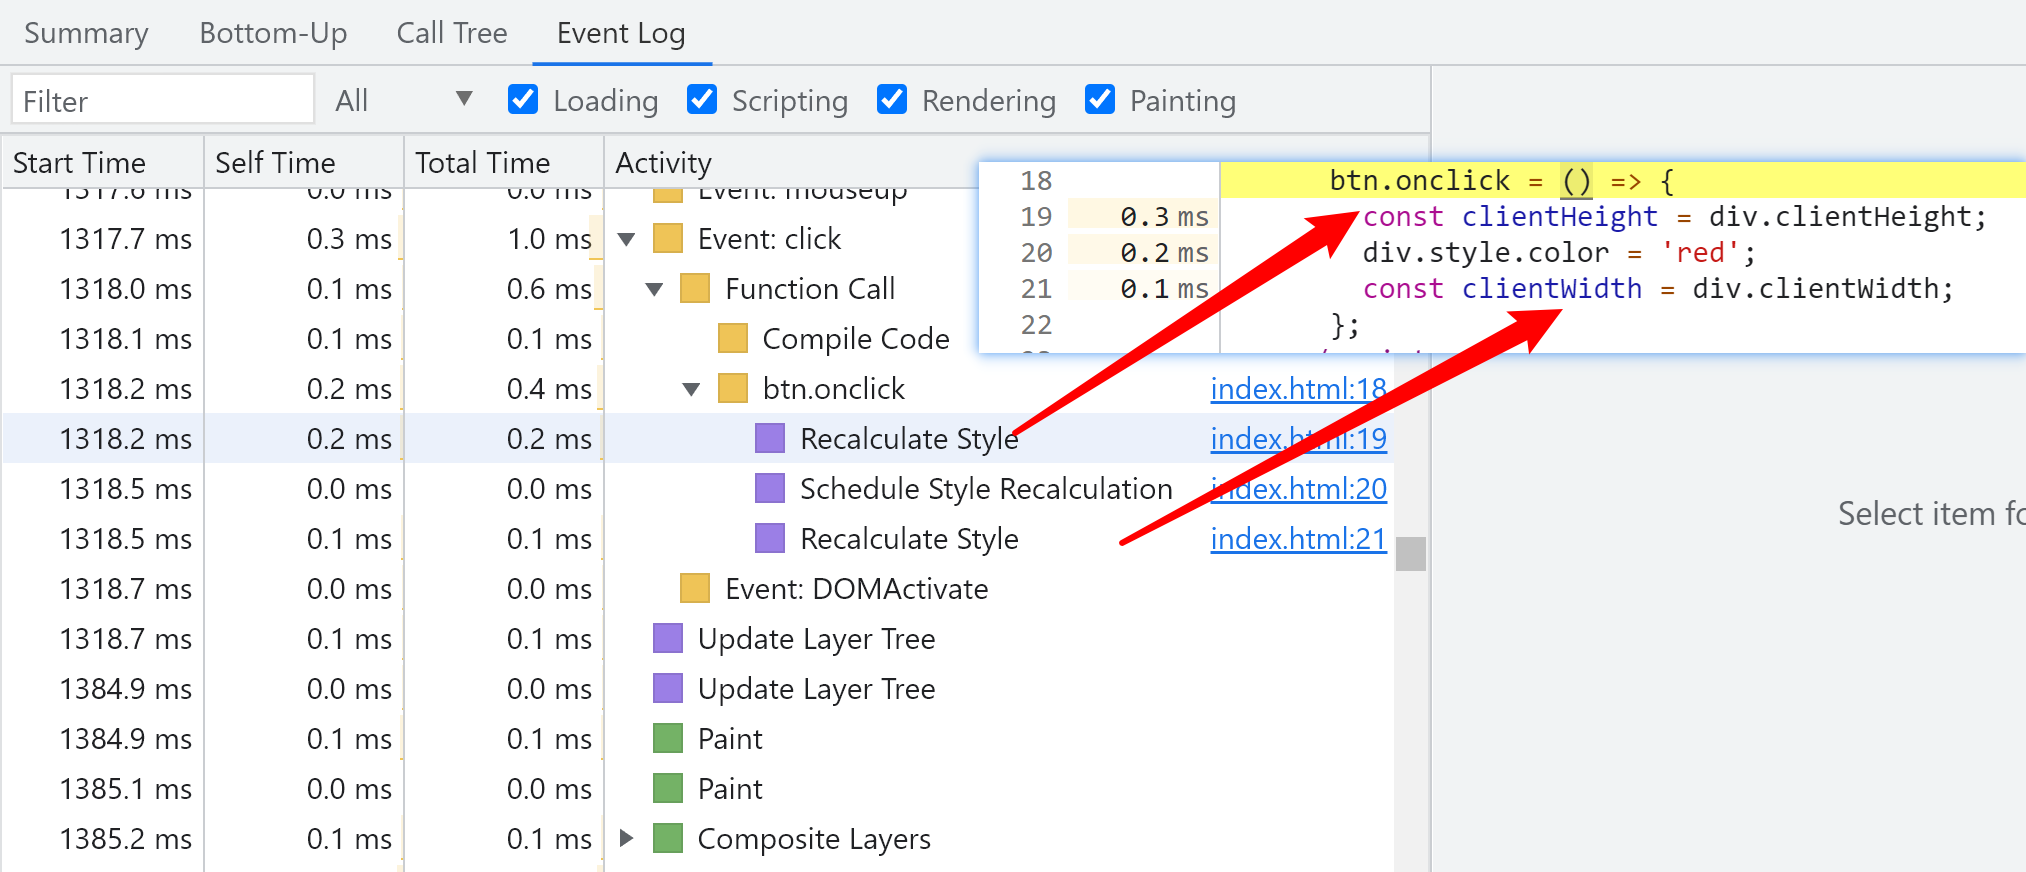 Summary Bottom-Up Call Tree Event Log
Filter All Loading Scripting Rendering Painting
Start Time Self Time Total Time Activity
1317.6 ms 0.0 ms 0.0 ms Event: mouseup
1317.7 ms 0.3 ms 1.0 ms Event: click
1318.0 ms 0.1 ms 0.6 ms Function Call
1318.1 ms 0.1 ms 0.1 ms Compile Code
1318.2 ms 0.2 ms 0.4 ms btn.onclick index.html:18
1318.2 ms 0.2 ms 0.2 ms Recalculate Style index.html:19
1318.5 ms 0.0 ms 0.0 ms Schedule Style Recalculation index.html:20
1318.5 ms 0.1 ms 0.1 ms Recalculate Style index.html:21
1318.7 ms 0.0 ms 0.0 ms Event: DOMActivate
1318.7 ms 0.1 ms 0.1 ms Update Layer Tree
1384.9 ms 0.0 ms 0.0 ms Update Layer Tree
1384.9 ms 0.1 ms 0.1 ms Paint
1385.1 ms 0.0 ms 0.0 ms Paint
1385.2 ms 0.1 ms 0.1 ms Composite Layers
18 btn.onclick = () => {
19 0.3 ms const clientHeight = div.clientHeight;
20 0.2 ms div.style.color = 'red';
21 0.1 ms const clientWidth = div.clientWidth;
22 };
Select item